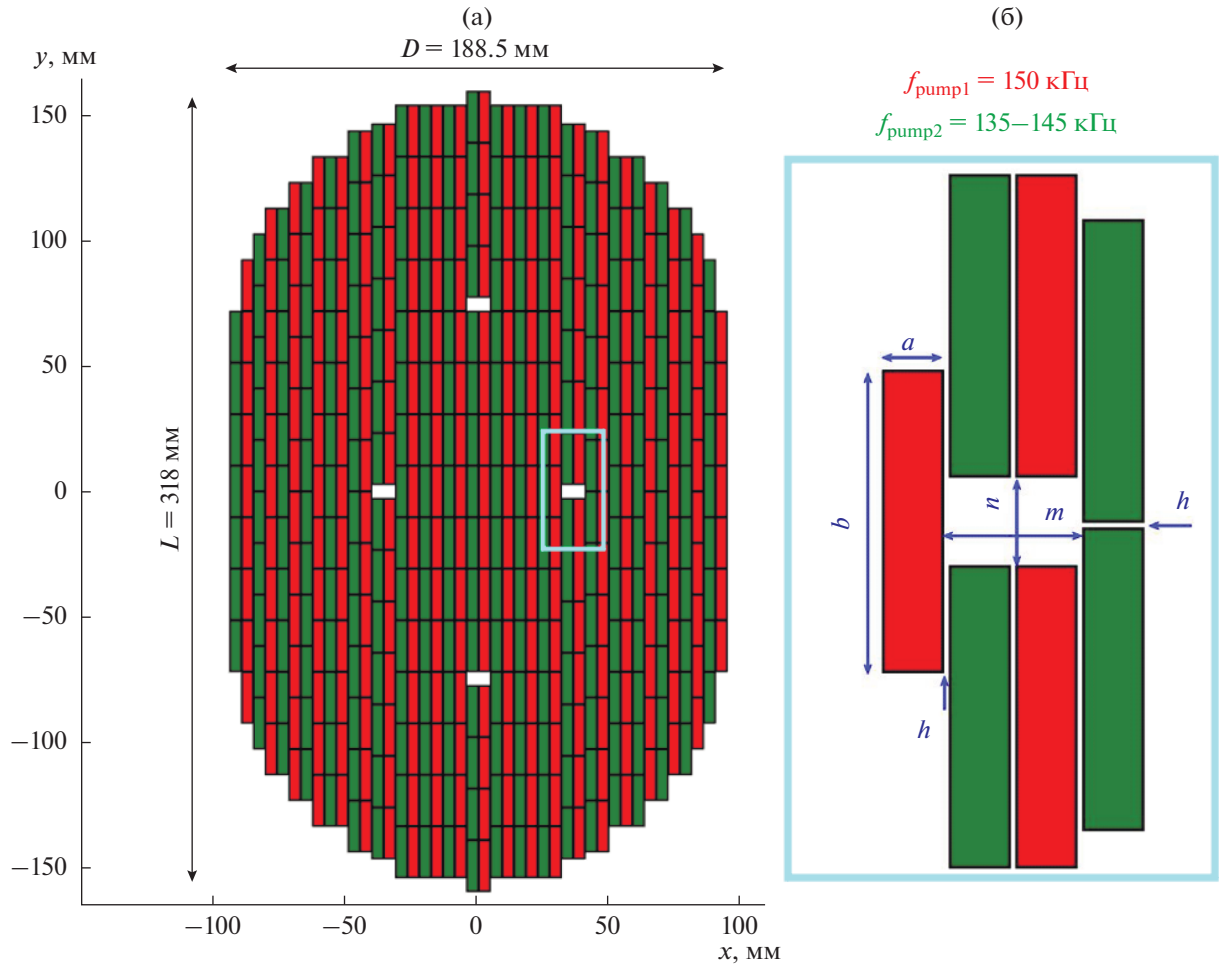 (а)
(б)
D = 188.5 мм
y, мм
150
100
50
0
−50
−100
−150
L = 318 мм
−100
−50
0
50
100
x, мм
f_pump1 = 150 кГц
f_pump2 = 135–145 кГц
a
b
n
m
h
h